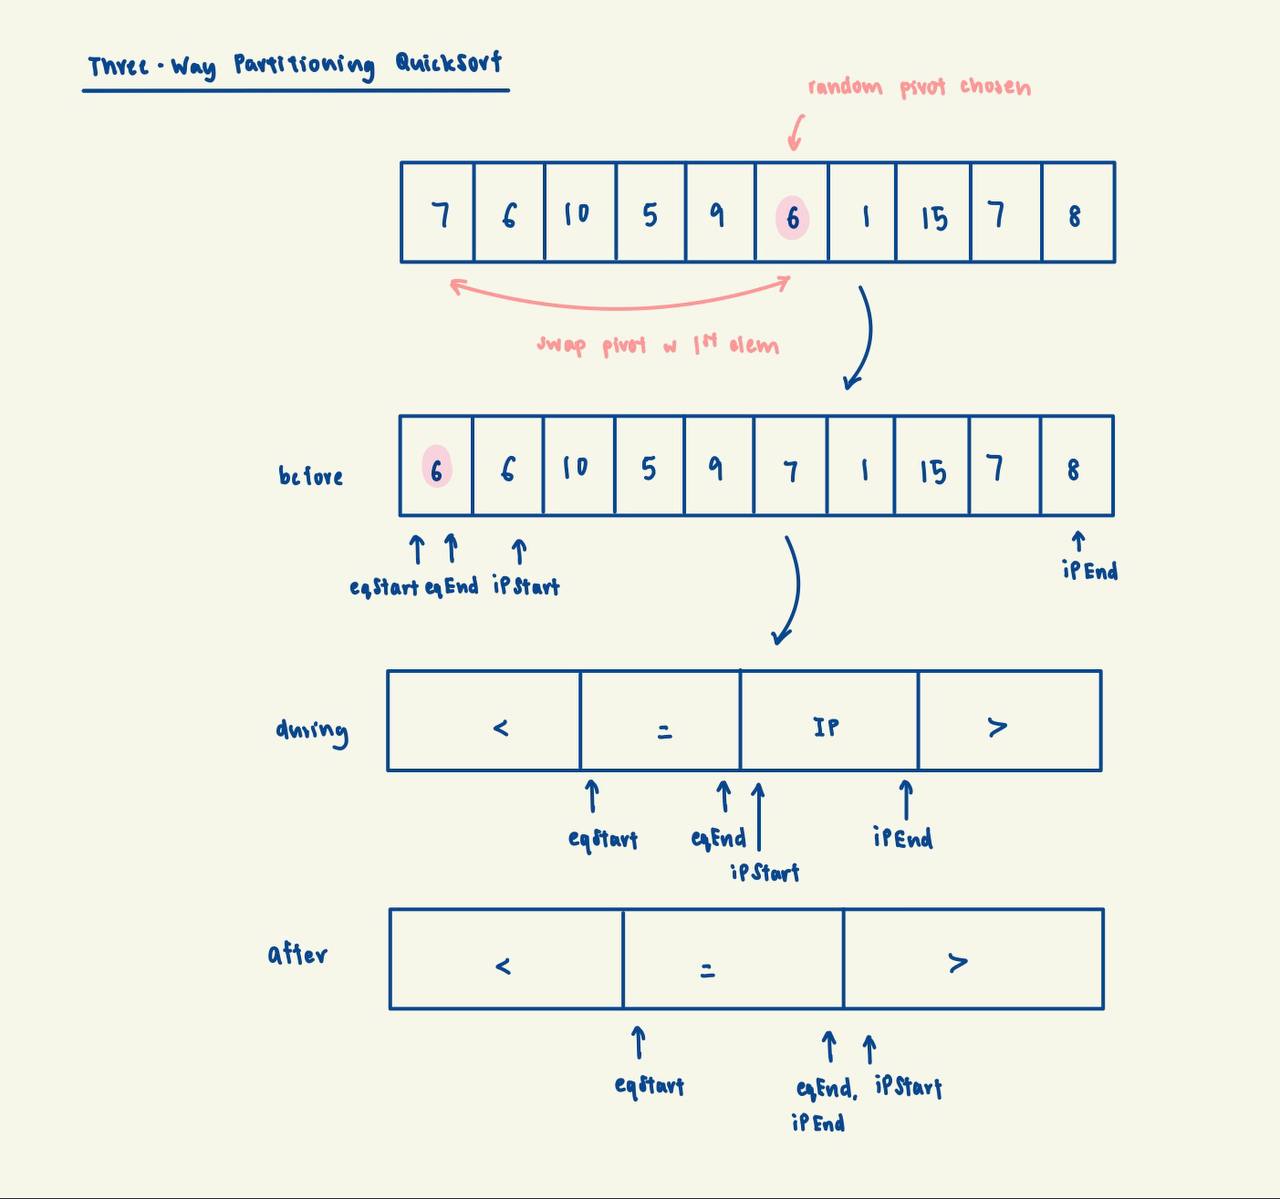 Three-Way Partitioning QuickSort
random pivot chosen
7 6 10 5 9 6 1 15 7 8
swap pivot w 1st elem
before
6 6 10 5 9 7 1 15 7 8
eqStart eqEnd iPStart iPEnd
during
< = IP >
eqStart eqEnd iPEnd
iPStart
after
< = >
eqStart eqEnd, iPStart
iPEnd